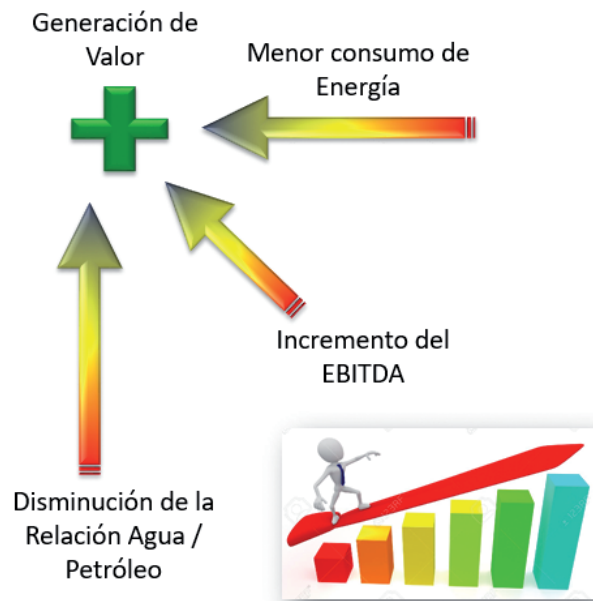 Generación de
Valor
Menor consumo de
Energía
Incremento del
EBITDA
Disminución de la
Relación Agua /
Petróleo